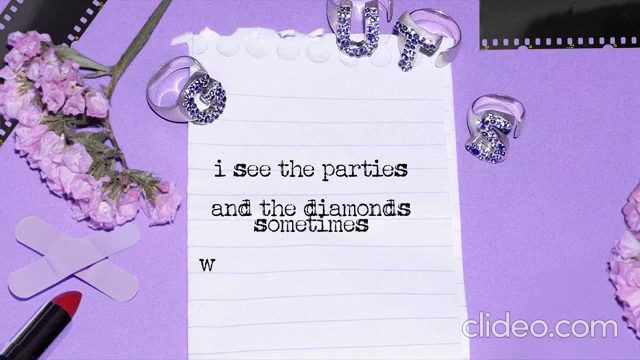 G U T S
i see the parties
and the diamonds
sometimes
w
clideo.com